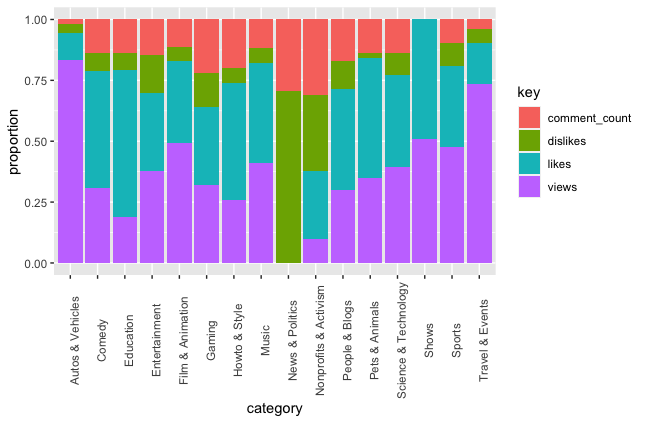 1.00
0.75
0.50
0.25
0.00
proportion
Autos & Vehicles
Comedy
Education
Entertainment
Film & Animation
Gaming
Howto & Style
Music
News & Politics
Nonprofits & Activism
People & Blogs
Pets & Animals
Science & Technology
Shows
Sports
Travel & Events
category
key
comment_count
dislikes
likes
views